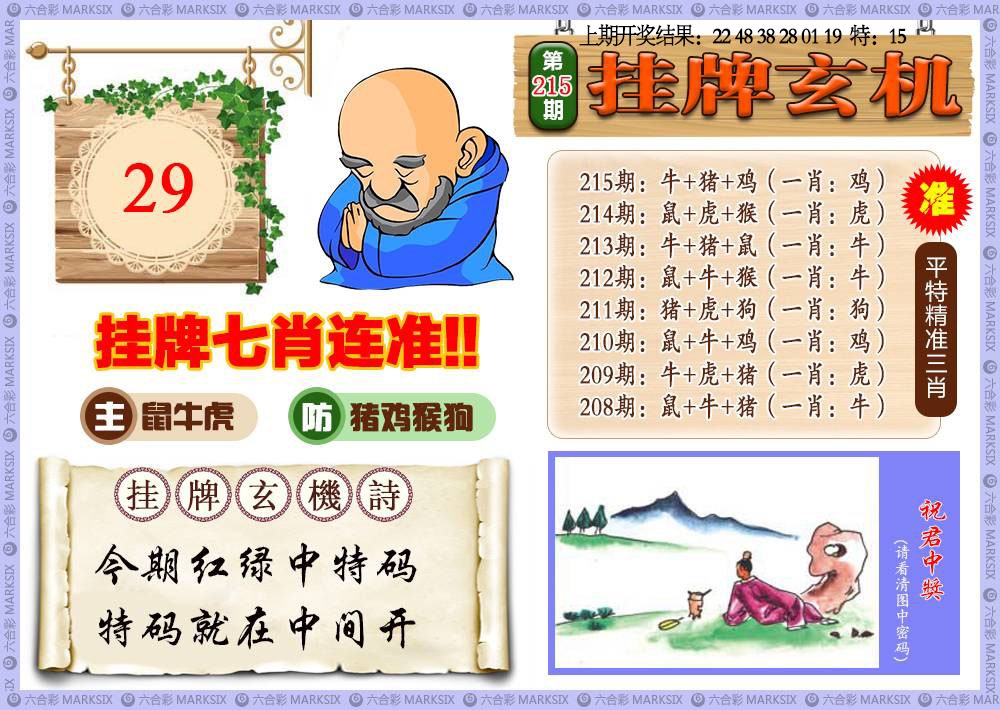 上期开奖结果：22 48 38 28 01 19 特：15
第215期
挂牌玄机
29
挂牌七肖连准!!
主 鼠牛虎
防 猪鸡猴狗
挂牌玄機詩
今期红绿中特码
特码就在中间开
215期：牛+猪+鸡（一肖：鸡）
214期：鼠+虎+猴（一肖：虎）
213期：牛+猪+鼠（一肖：牛）
212期：鼠+牛+猴（一肖：牛）
211期：猪+虎+狗（一肖：狗）
210期：鼠+牛+鸡（一肖：鸡）
209期：牛+虎+猪（一肖：虎）
208期：鼠+牛+猪（一肖：牛）
准
平特精准三肖
祝君中奬
（请看清图中密码）
六合彩 MARKSIX